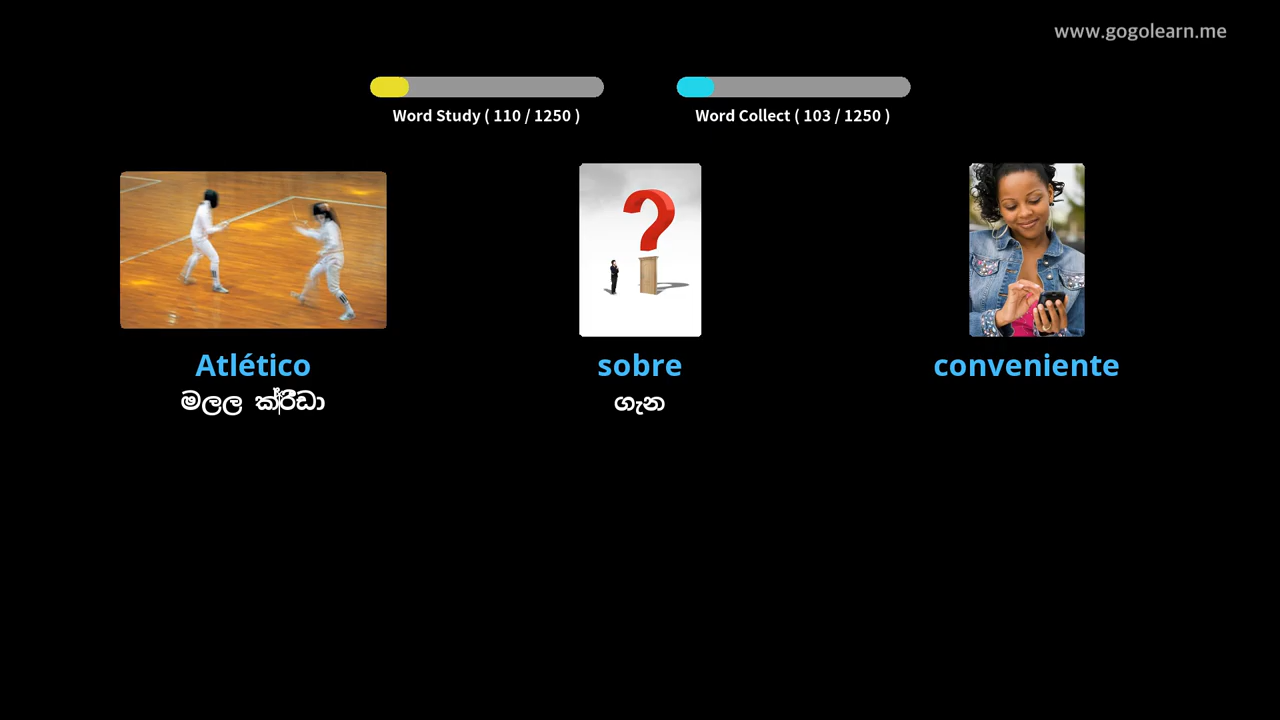 www.gogolearn.me
Word Study ( 110 / 1250 )
Word Collect ( 103 / 1250 )
Atlético
මලල ක්‍රීඩා
sobre
ගැන
conveniente